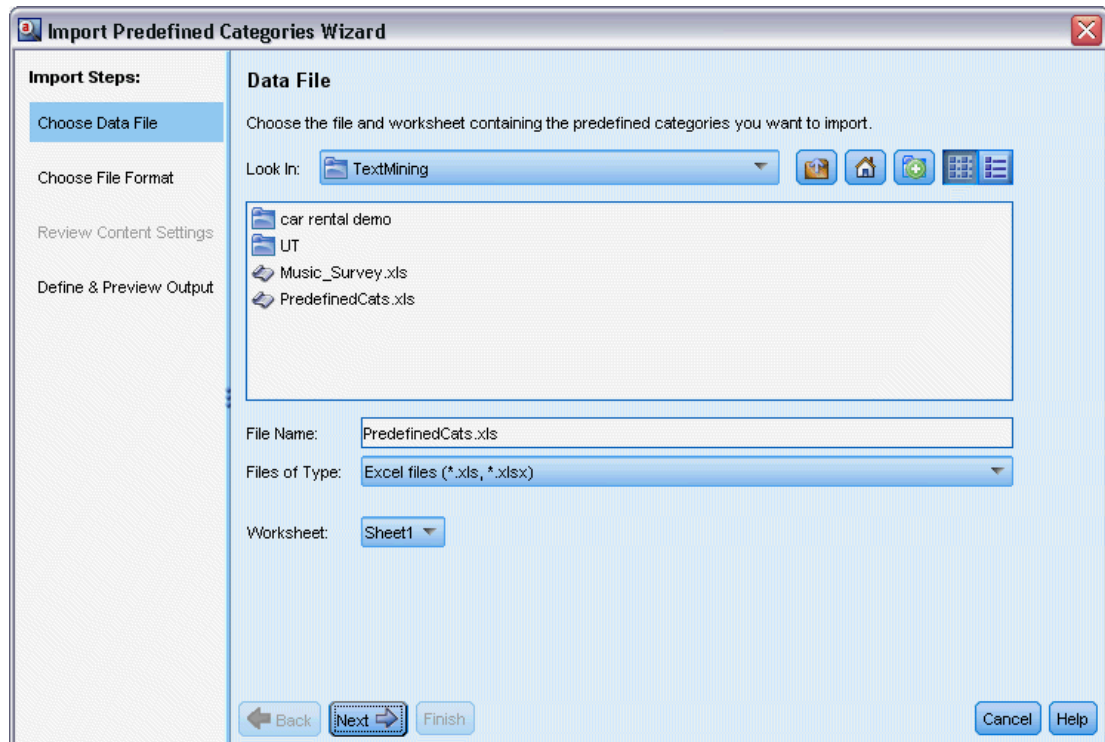 Import Predefined Categories Wizard
Import Steps:
Choose Data File
Choose File Format
Review Content Settings
Define & Preview Output
Data File
Choose the file and worksheet containing the predefined categories you want to import.
Look In: TextMining
car rental demo
UT
Music_Survey.xls
PredefinedCats.xls
File Name: PredefinedCats.xls
Files of Type: Excel files (*.xls, *.xlsx)
Worksheet: Sheet1
Back Next Finish Cancel Help